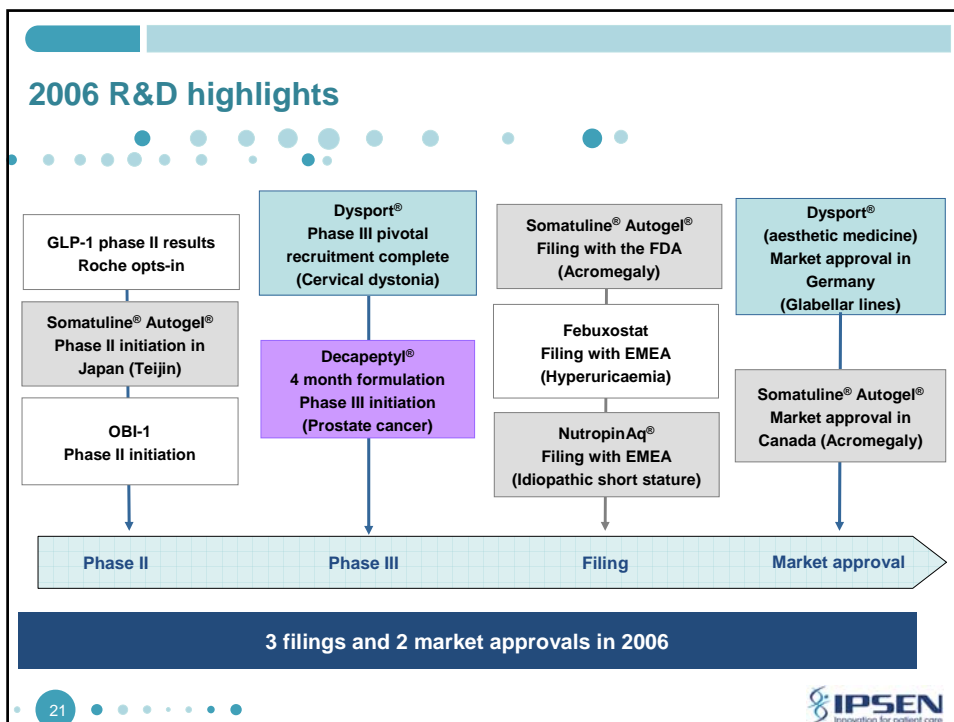 2006 R&D highlights
GLP-1 phase II results
Roche opts-in
Somatuline® Autogel®
Phase II initiation in
Japan (Teijin)
OBI-1
Phase II initiation
Dysport®
Phase III pivotal
recruitment complete
(Cervical dystonia)
Decapeptyl®
4 month formulation
Phase III initiation
(Prostate cancer)
Somatuline® Autogel®
Filing with the FDA
(Acromegaly)
Febuxostat
Filing with EMEA
(Hyperuricaemia)
NutropinAq®
Filing with EMEA
(Idiopathic short stature)
Dysport®
(aesthetic medicine)
Market approval in
Germany
(Glabellar lines)
Somatuline® Autogel®
Market approval in
Canada (Acromegaly)
Phase II
Phase III
Filing
Market approval
3 filings and 2 market approvals in 2006
21
IPSEN
Innovation for patient care